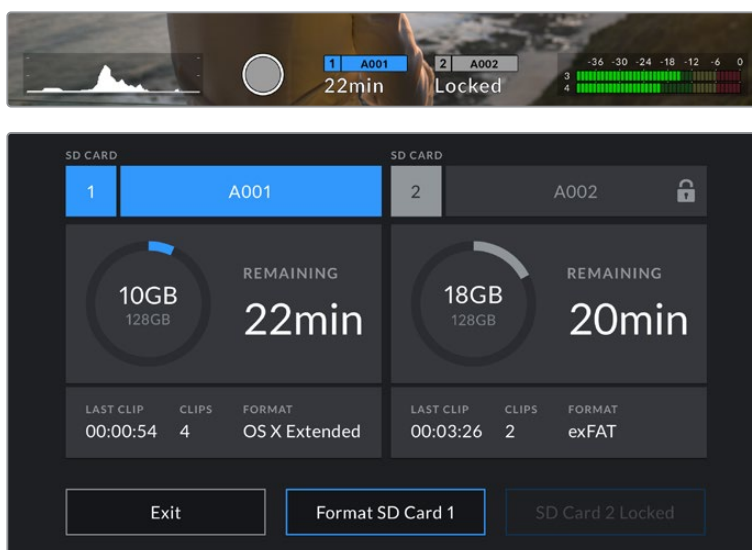 -36 -30 -24 -18 -12 -6 0
1 A001 2 A002
22min Locked
3
4
SD CARD SD CARD
1 A001 2 A002
10GB REMAINING 18GB REMAINING
128GB 22min 128GB 20min
LAST CLIP CLIPS FORMAT LAST CLIP CLIPS FORMAT
00:00:54 4 OS X Extended 00:03:26 2 exFAT
Exit Format SD Card 1 SD Card 2 Locked